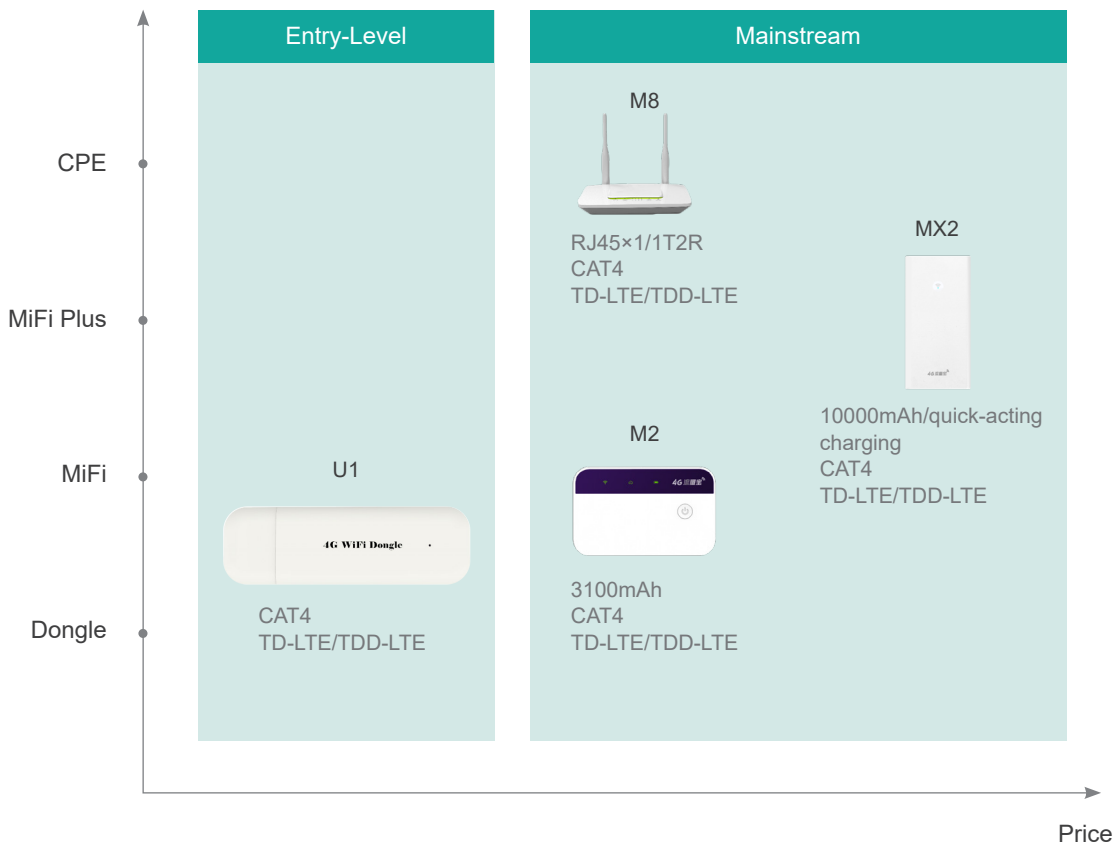 Entry-Level
Mainstream
CPE
MiFi Plus
MiFi
Dongle
U1
4G WiFi Dongle
CAT4
TD-LTE/TDD-LTE
M8
RJ45×1/1T2R
CAT4
TD-LTE/TDD-LTE
M2
4G
3100mAh
CAT4
TD-LTE/TDD-LTE
MX2
4G
10000mAh/quick-acting
charging
CAT4
TD-LTE/TDD-LTE
Price